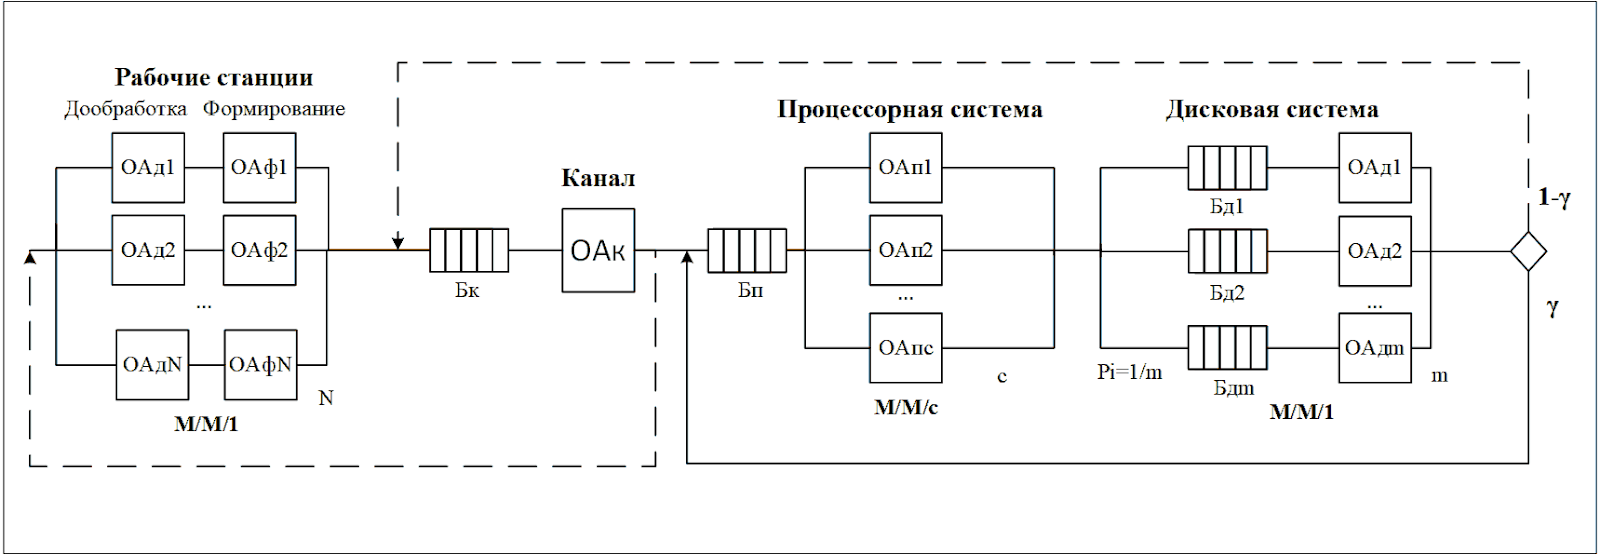 Рабочие станции
Дообработка Формирование
ОАд1 ОАф1
ОАд2 ОАф2
...
ОАдN ОАфN
N
М/М/1
Канал
Бк
ОАк
Процессорная система
Бп
ОАп1
ОАп2
...
ОАпс
с
М/М/с
Дисковая система
Бд1
ОАд1
Бд2
ОАд2
...
Pi=1/m
Бдm
ОАдm
m
М/М/1
1-γ
γ